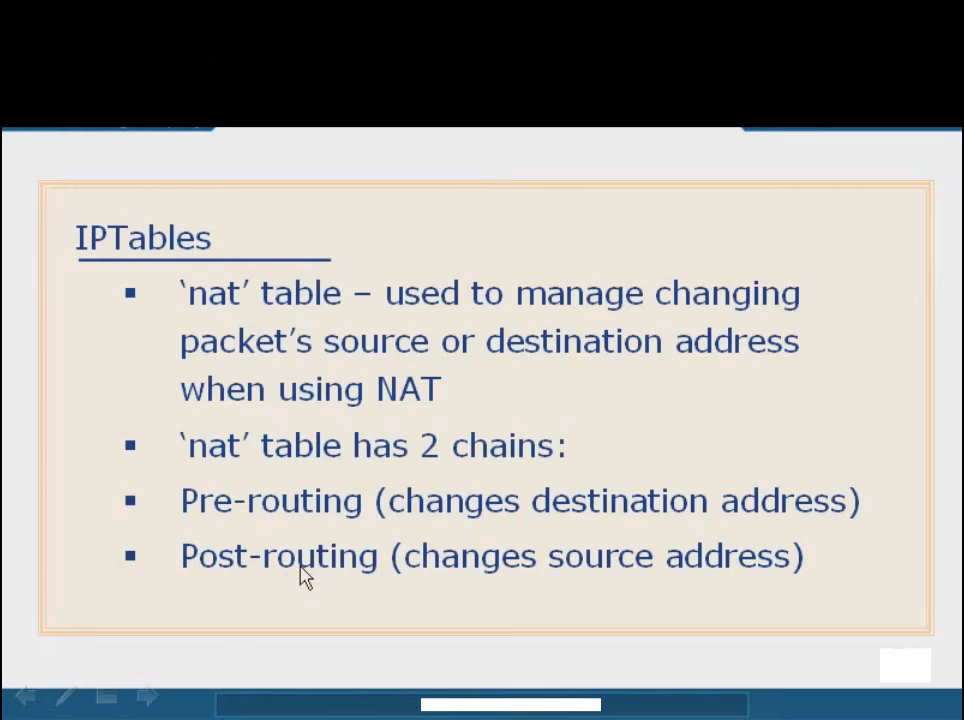 IPTables
▪ ‘nat’ table – used to manage changing
packet’s source or destination address
when using NAT
▪ ‘nat’ table has 2 chains:
▪ Pre-routing (changes destination address)
▪ Post-routing (changes source address)